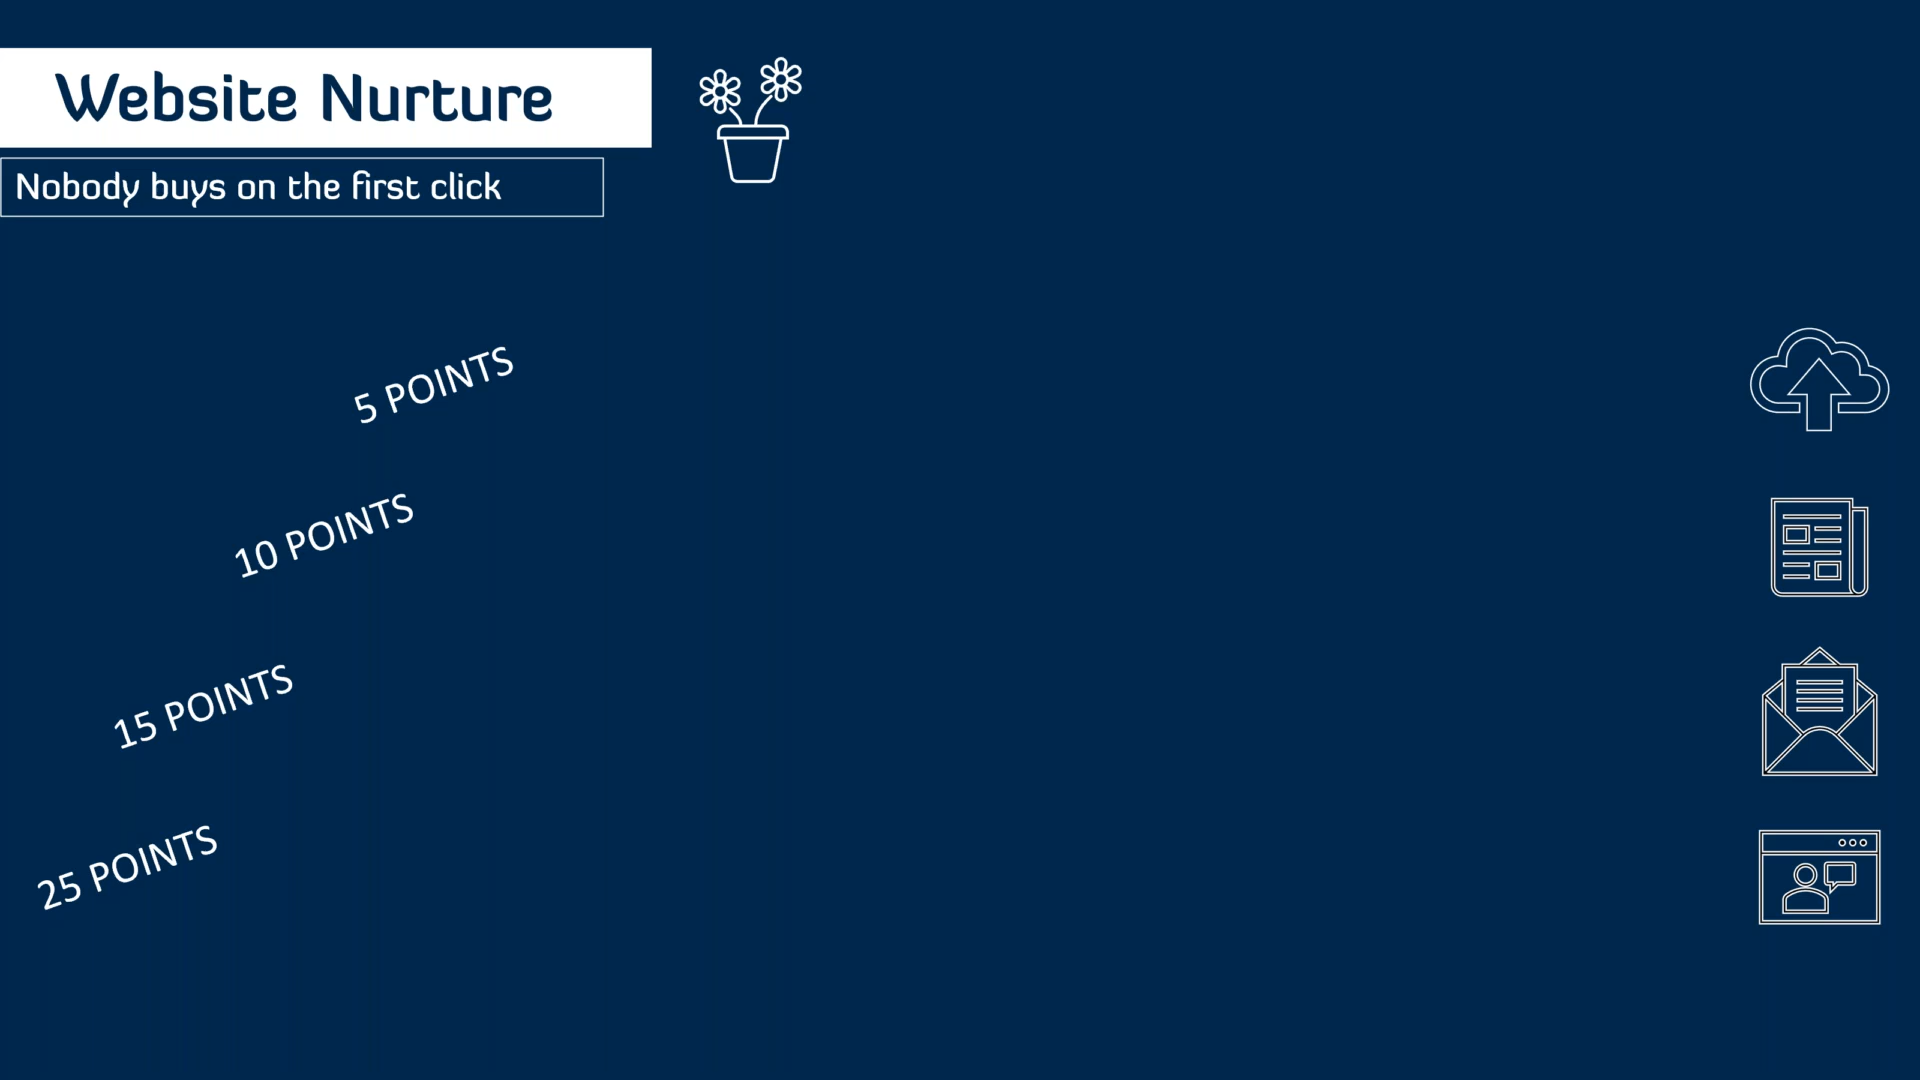 Website Nurture
Nobody buys on the first click
5 POINTS
10 POINTS
15 POINTS
25 POINTS